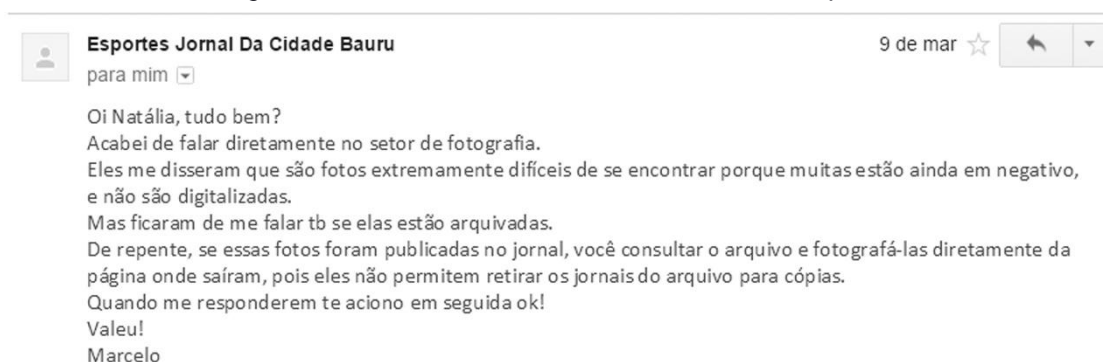 Esportes Jornal Da Cidade Bauru
9 de mar
para mim
Oi Natália, tudo bem?
Acabei de falar diretamente no setor de fotografia.
Eles me disseram que são fotos extremamente difíceis de se encontrar porque muitas estão ainda em negativo,
e não são digitalizadas.
Mas ficaram de me falar tb se elas estão arquivadas.
De repente, se essas fotos foram publicadas no jornal, você consultar o arquivo e fotografá-las diretamente da
página onde saíram, pois eles não permitem retirar os jornais do arquivo para cópias.
Quando me responderem te aciono em seguida ok!
Valeu!
Marcelo